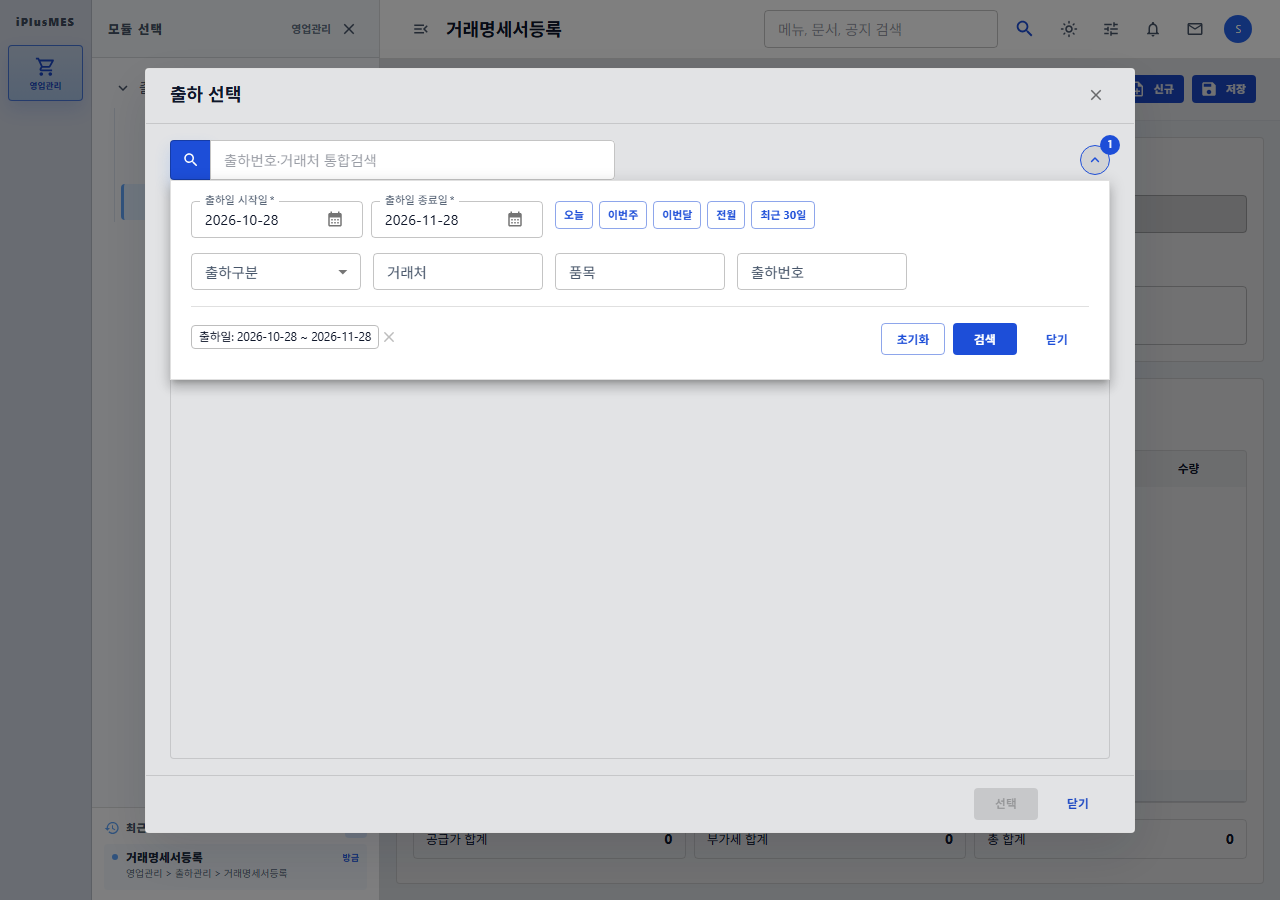 iPlusMES
모듈 선택
영업관리
거래명세서등록
메뉴, 문서, 공지 검색
S
영업관리
신규
저장
출하 선택
출하번호·거래처 통합검색
1
출하일 시작일 *
2026-10-28
출하일 종료일 *
2026-11-28
오늘
이번주
이번달
전월
최근 30일
출하구분
거래처
품목
출하번호
출하일: 2026-10-28 ~ 2026-11-28
초기화
검색
닫기
수량
선택
닫기
최근
거래명세서등록
방금
영업관리 > 출하관리 > 거래명세서등록
공급가 합계
0
부가세 합계
0
총 합계
0